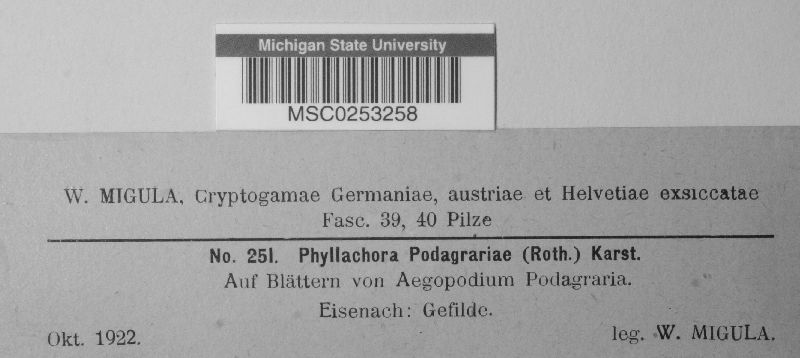 Michigan State University
MSC0253258
W. MIGULA, Cryptogamae Germaniae, austriae et Helvetiae exsiccatae
Fasc. 39, 40 Pilze
No. 251. Phyllachora Podagrariae (Roth.) Karst.
Auf Blättern von Aegopodium Podagraria.
Eisenach: Gefilde.
Okt. 1922. leg. W. MIGULA.